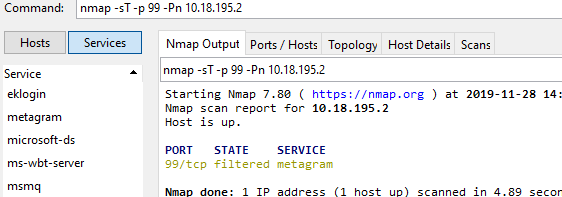 Command: nmap -sT -p 99 -Pn 10.18.195.2
Hosts Services
Nmap Output Ports / Hosts Topology Host Details Scans
Service
nmap -sT -p 99 -Pn 10.18.195.2
eklogin
metagram
microsoft-ds
ms-wbt-server
msmq
Starting Nmap 7.80 ( https://nmap.org ) at 2019-11-28 14:
Nmap scan report for 10.18.195.2
Host is up.
PORT STATE SERVICE
99/tcp filtered metagram
Nmap done: 1 IP address (1 host up) scanned in 4.89 secon